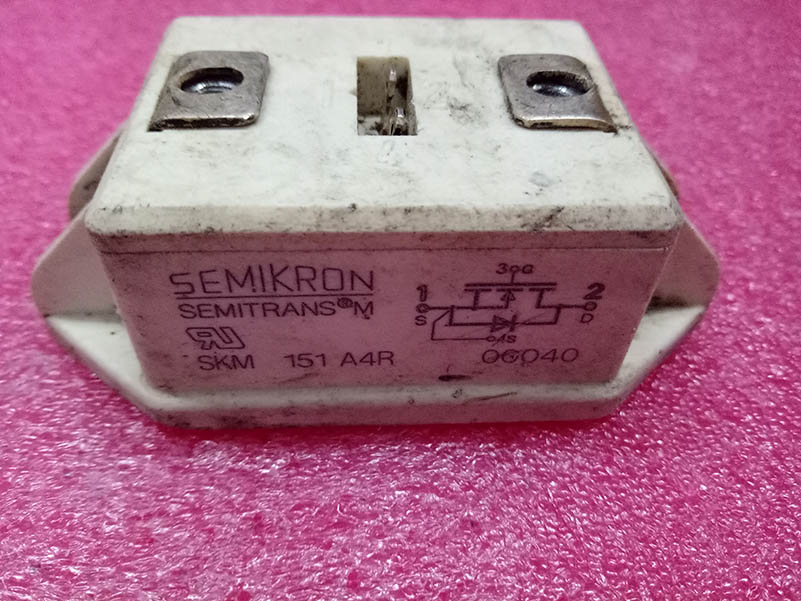 SEMIKRON
SEMITRANS® M
SKM 151 A4R
3 G
1 2
S D
4S
06040